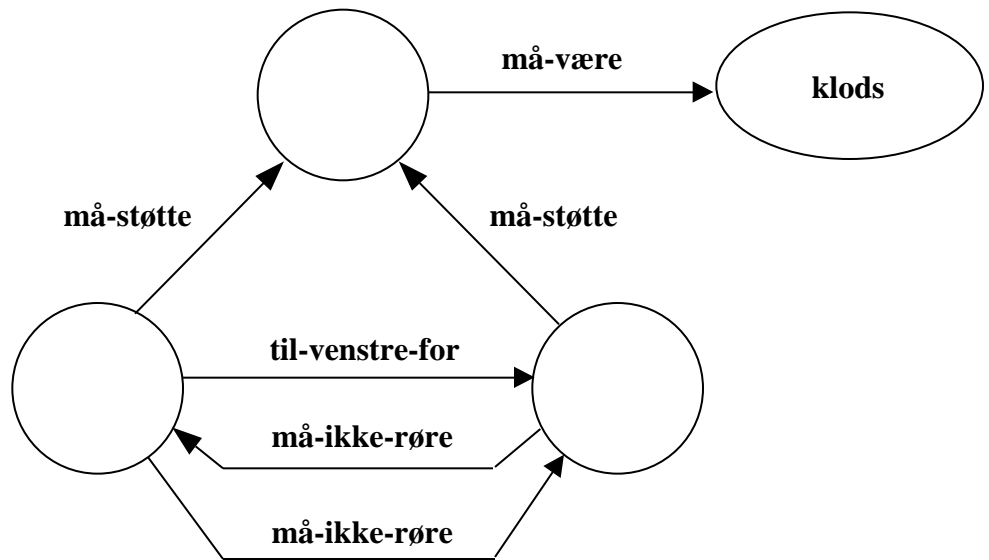 må-være
klods
må-støtte
må-støtte
til-venstre-for
må-ikke-røre
må-ikke-røre